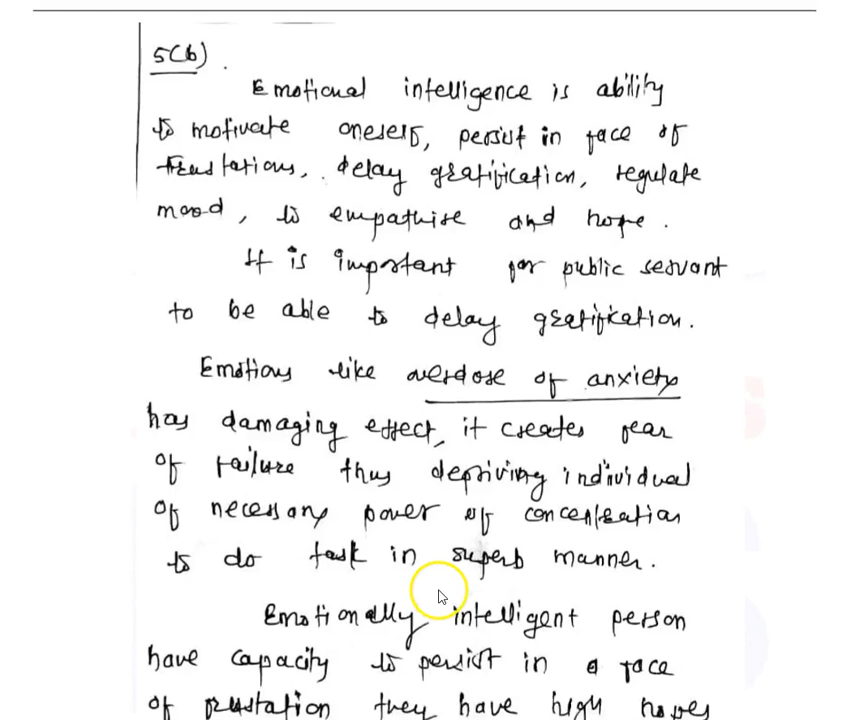 5(b).
Emotional intelligence is ability
to motivate oneself, persist in face of
frustations, delay gratification, regulate
mood, to empathise and hope.
It is important for public servant
to be able to delay gratification.
Emotions like overdose of anxiety
has damaging effect, it creates fear
of failure thus depriving individual
of necessary power of concentration
to do task in superb manner.
Emotionally intelligent person
have capacity to persist in a face
of frustation they have high hopes